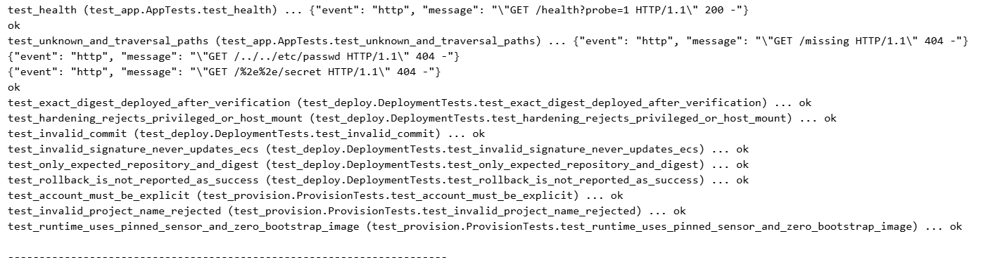 test_health (test_app.AppTests.test_health) ... {"event": "http", "message": "\"GET /health?probe=1 HTTP/1.1\" 200 -"}
ok
test_unknown_and_traversal_paths (test_app.AppTests.test_unknown_and_traversal_paths) ... {"event": "http", "message": "\"GET /missing HTTP/1.1\" 404 -"}
{"event": "http", "message": "\"GET /../../etc/passwd HTTP/1.1\" 404 -"}
{"event": "http", "message": "\"GET /%2e%2e/secret HTTP/1.1\" 404 -"}
ok
test_exact_digest_deployed_after_verification (test_deploy.DeploymentTests.test_exact_digest_deployed_after_verification) ... ok
test_hardening_rejects_privileged_or_host_mount (test_deploy.DeploymentTests.test_hardening_rejects_privileged_or_host_mount) ... ok
test_invalid_commit (test_deploy.DeploymentTests.test_invalid_commit) ... ok
test_invalid_signature_never_updates_ecs (test_deploy.DeploymentTests.test_invalid_signature_never_updates_ecs) ... ok
test_only_expected_repository_and_digest (test_deploy.DeploymentTests.test_only_expected_repository_and_digest) ... ok
test_rollback_is_not_reported_as_success (test_deploy.DeploymentTests.test_rollback_is_not_reported_as_success) ... ok
test_account_must_be_explicit (test_provision.ProvisionTests.test_account_must_be_explicit) ... ok
test_invalid_project_name_rejected (test_provision.ProvisionTests.test_invalid_project_name_rejected) ... ok
test_runtime_uses_pinned_sensor_and_zero_bootstrap_image (test_provision.ProvisionTests.test_runtime_uses_pinned_sensor_and_zero_bootstrap_image) ... ok
----------------------------------------------------------------------